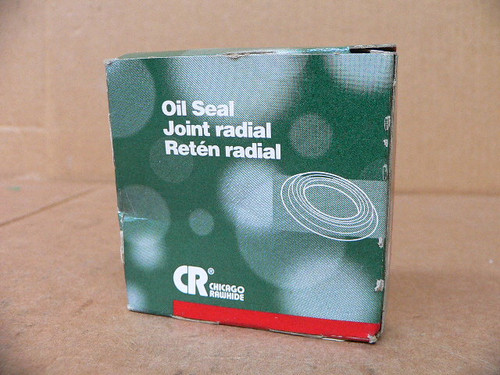 Oil Seal
Joint radial
Retén radial
CR®
CHICAGO
RAWHIDE